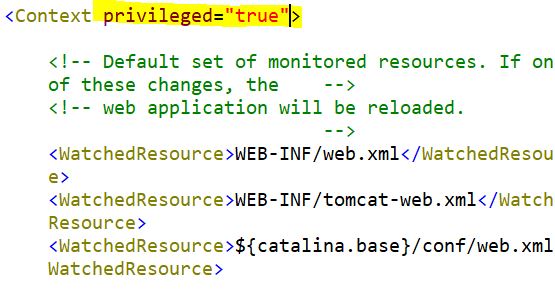 <Context privileged="true">
<!-- Default set of monitored resources. If on
of these changes, the    -->
<!-- web application will be reloaded.
-->
<WatchedResource>WEB-INF/web.xml</WatchedResou
e>
<WatchedResource>WEB-INF/tomcat-web.xml</Watch
Resource>
<WatchedResource>${catalina.base}/conf/web.xml
WatchedResource>